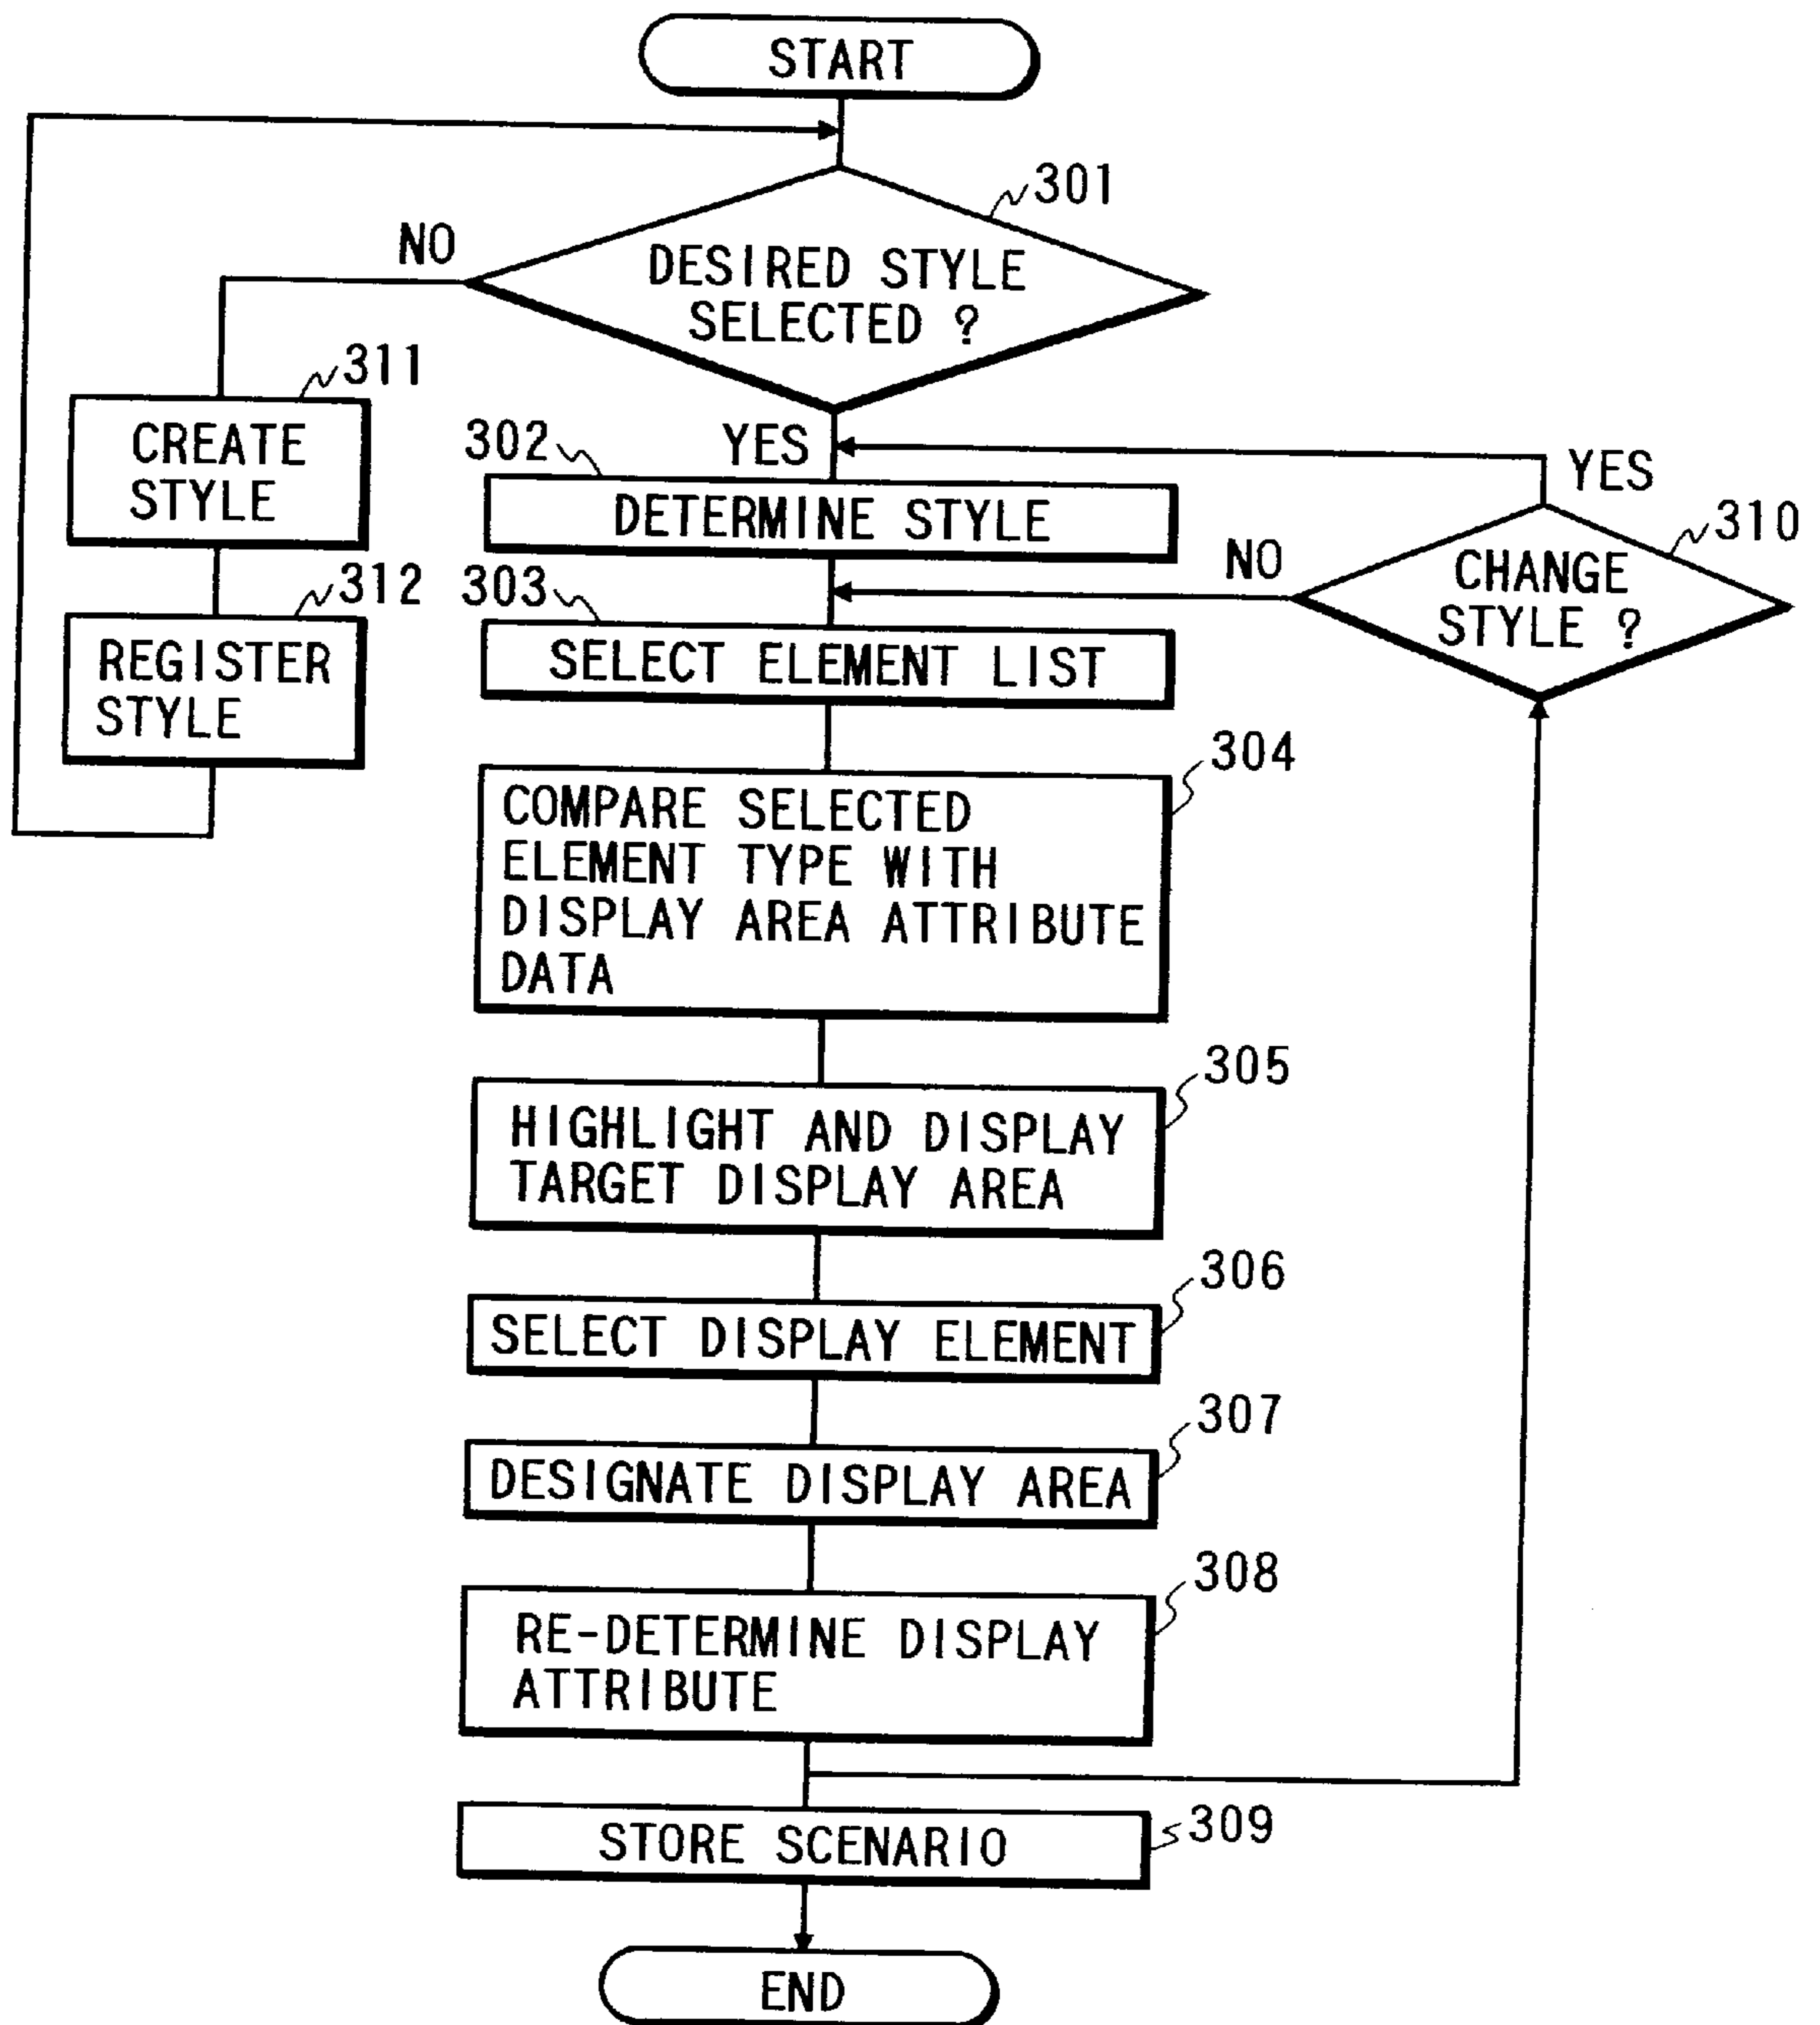 START
301
NO
DESIRED STYLE
SELECTED ?
311
CREATE
STYLE
312
REGISTER
STYLE
YES
302
DETERMINE STYLE
YES
310
CHANGE
STYLE ?
NO
303
SELECT ELEMENT LIST
304
COMPARE SELECTED
ELEMENT TYPE WITH
DISPLAY AREA ATTRIBUTE
DATA
305
HIGHLIGHT AND DISPLAY
TARGET DISPLAY AREA
306
SELECT DISPLAY ELEMENT
307
DESIGNATE DISPLAY AREA
308
RE-DETERMINE DISPLAY
ATTRIBUTE
309
STORE SCENARIO
END